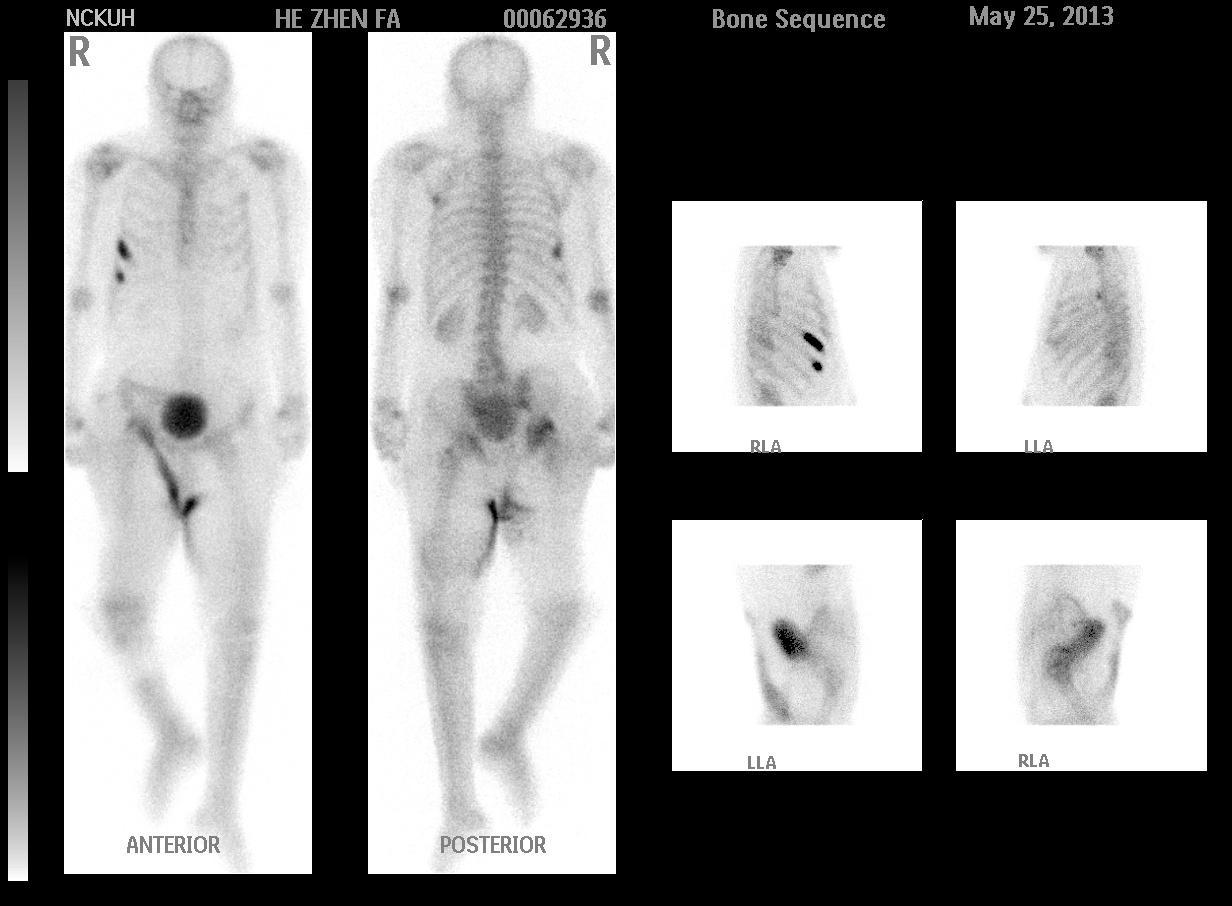 NCKUH HE ZHEN FA 00062936 Bone Sequence May 25, 2013
R R
RLA LLA
LLA RLA
ANTERIOR POSTERIOR